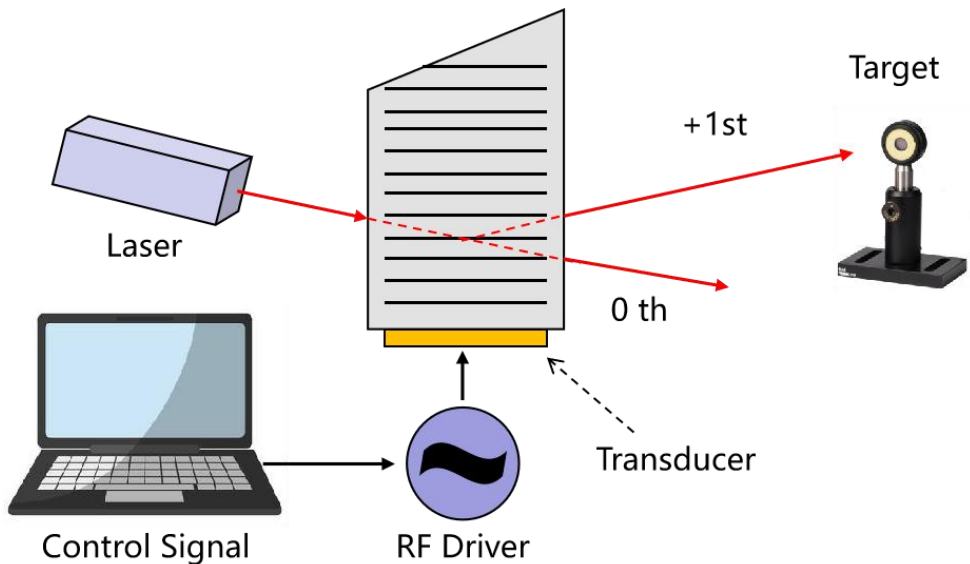 Target
+1st
Laser
0 th
Transducer
Control Signal
RF Driver